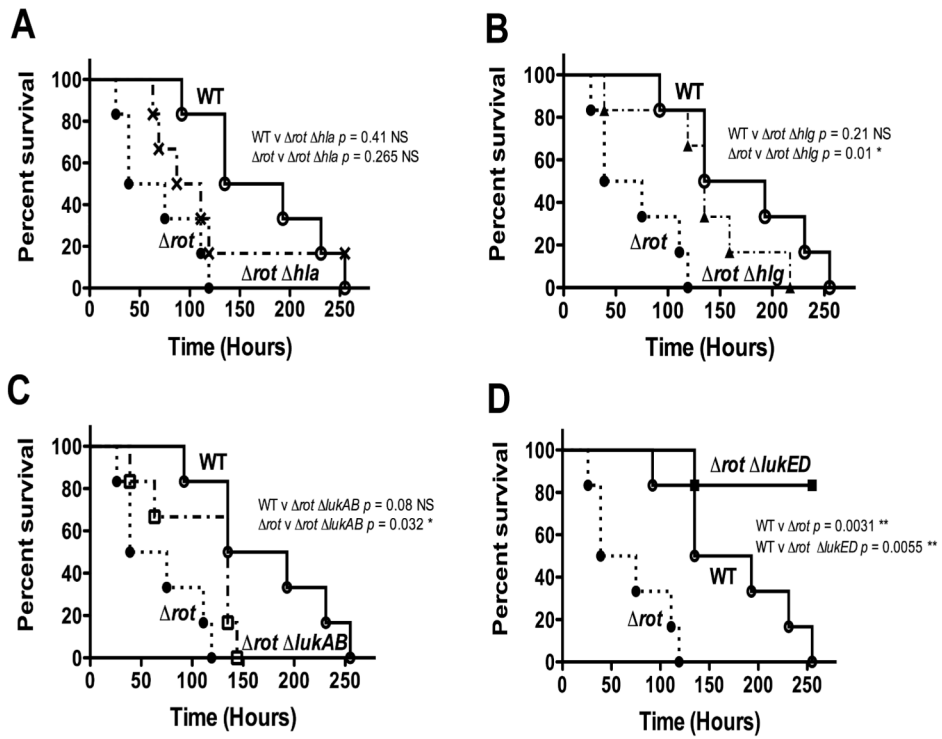 A
Percent survival
100
80
60
40
20
0
0 50 100 150 200 250
Time (Hours)
WT
WT v Δrot Δhla p = 0.41 NS
Δrot v Δrot Δhla p = 0.265 NS
Δrot
Δrot Δhla
B
Percent survival
100
80
60
40
20
0
0 50 100 150 200 250
Time (Hours)
WT
WT v Δrot Δhlg p = 0.21 NS
Δrot v Δrot Δhlg p = 0.01 *
Δrot
Δrot Δhlg
C
Percent survival
100
80
60
40
20
0
0 50 100 150 200 250
Time (Hours)
WT
WT v Δrot ΔlukAB p = 0.08 NS
Δrot v Δrot ΔlukAB p = 0.032 *
Δrot
Δrot ΔlukAB
D
Percent survival
100
80
60
40
20
0
0 50 100 150 200 250
Time (Hours)
Δrot ΔlukED
WT v Δrot p = 0.0031 **
WT v Δrot ΔlukED p = 0.0055 **
WT
Δrot